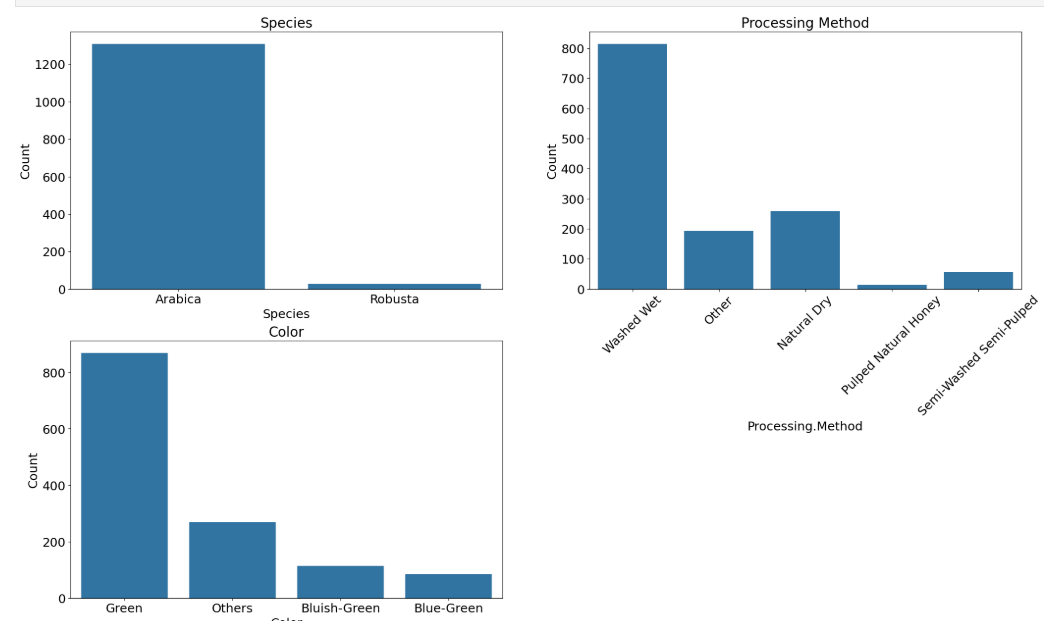 Species
Count
1200
1000
800
600
400
200
0
Arabica Robusta
Species
Processing Method
Count
800
700
600
500
400
300
200
100
0
Washed Wet
Other
Natural Dry
Pulped Natural Honey
Semi-Washed Semi-Pulped
Processing.Method
Color
Count
800
600
400
200
0
Green Others Bluish-Green Blue-Green
Color